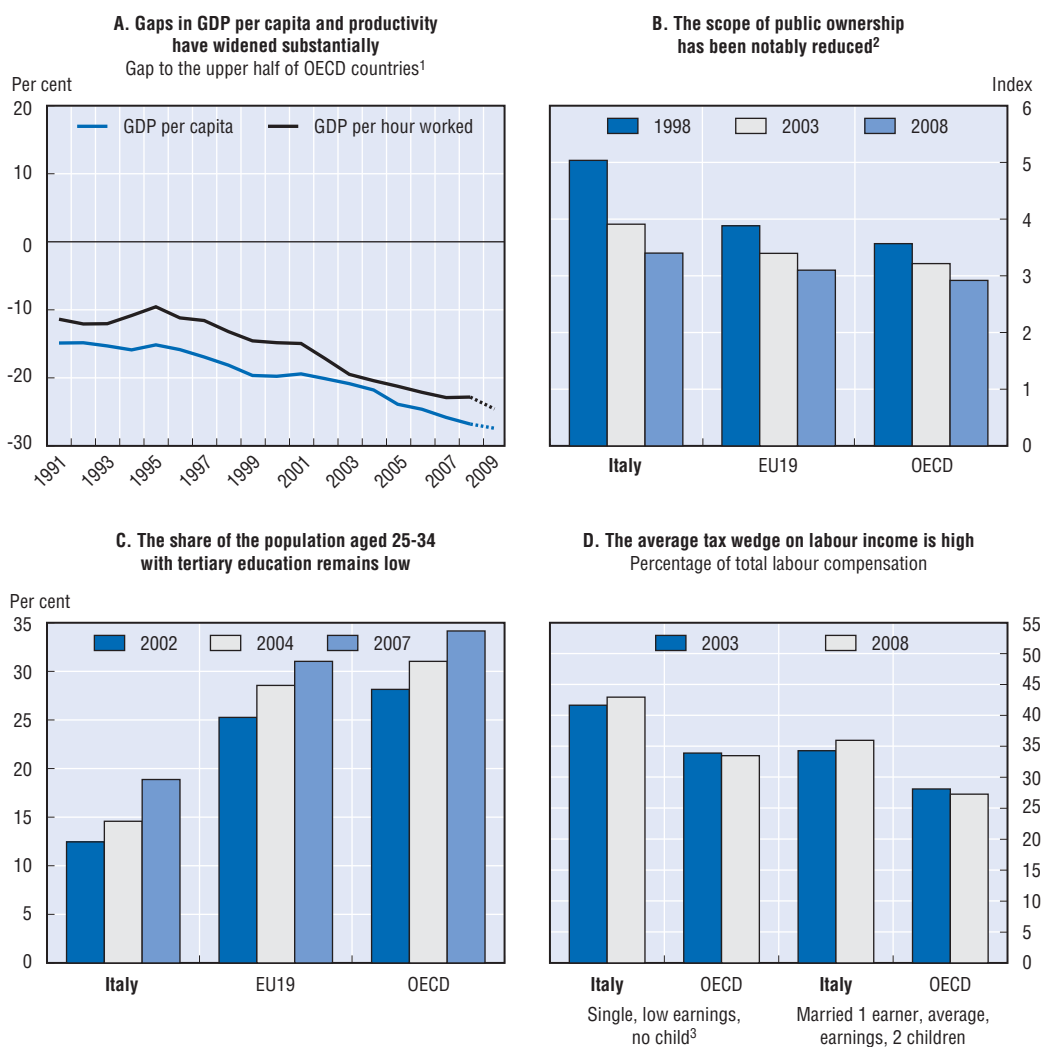 A. Gaps in GDP per capita and productivity
have widened substantially
Gap to the upper half of OECD countries¹
Per cent
20
10
0
-10
-20
-30
GDP per capita
GDP per hour worked
1991
1993
1995
1997
1999
2001
2003
2005
2007
2009
B. The scope of public ownership
has been notably reduced²
Index
6
5
4
3
2
1
0
1998
2003
2008
Italy
EU19
OECD
C. The share of the population aged 25-34
with tertiary education remains low
Per cent
35
30
25
20
15
10
5
0
2002
2004
2007
Italy
EU19
OECD
D. The average tax wedge on labour income is high
Percentage of total labour compensation
55
50
45
40
35
30
25
20
15
10
5
0
2003
2008
Italy
OECD
Italy
OECD
Single, low earnings,
no child³
Married 1 earner, average,
earnings, 2 children